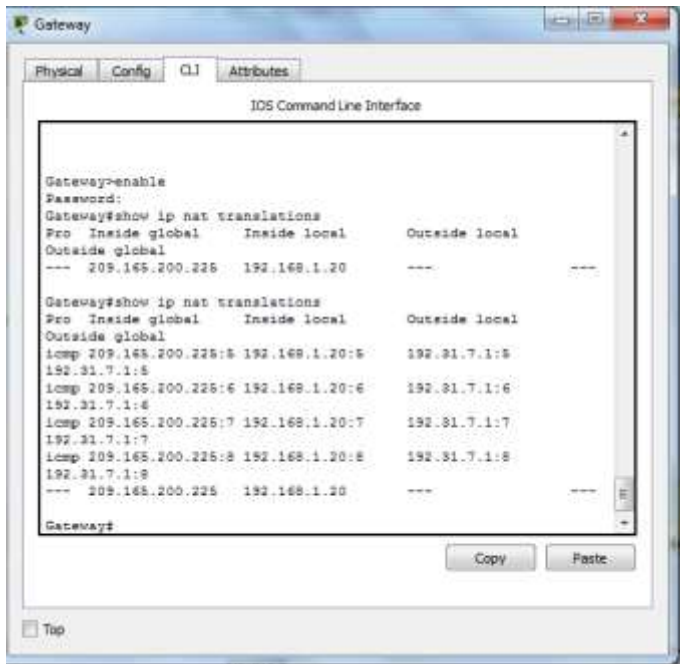 Gateway
Physical Config CLI Attributes
IOS Command Line Interface
Gateway>enable
Password:
Gateway#show ip nat translations
Pro Inside global Inside local Outside local
Outside global
--- 209.165.200.225 192.168.1.20 --- ---
Gateway#show ip nat translations
Pro Inside global Inside local Outside local
Outside global
icmp 209.165.200.225:5 192.168.1.20:5 192.31.7.1:5
192.31.7.1:5
icmp 209.165.200.225:6 192.168.1.20:6 192.31.7.1:6
192.31.7.1:6
icmp 209.165.200.225:7 192.168.1.20:7 192.31.7.1:7
192.31.7.1:7
icmp 209.165.200.225:8 192.168.1.20:8 192.31.7.1:8
192.31.7.1:8
--- 209.165.200.225 192.168.1.20 --- ---
Gateway#
Copy Paste
Top